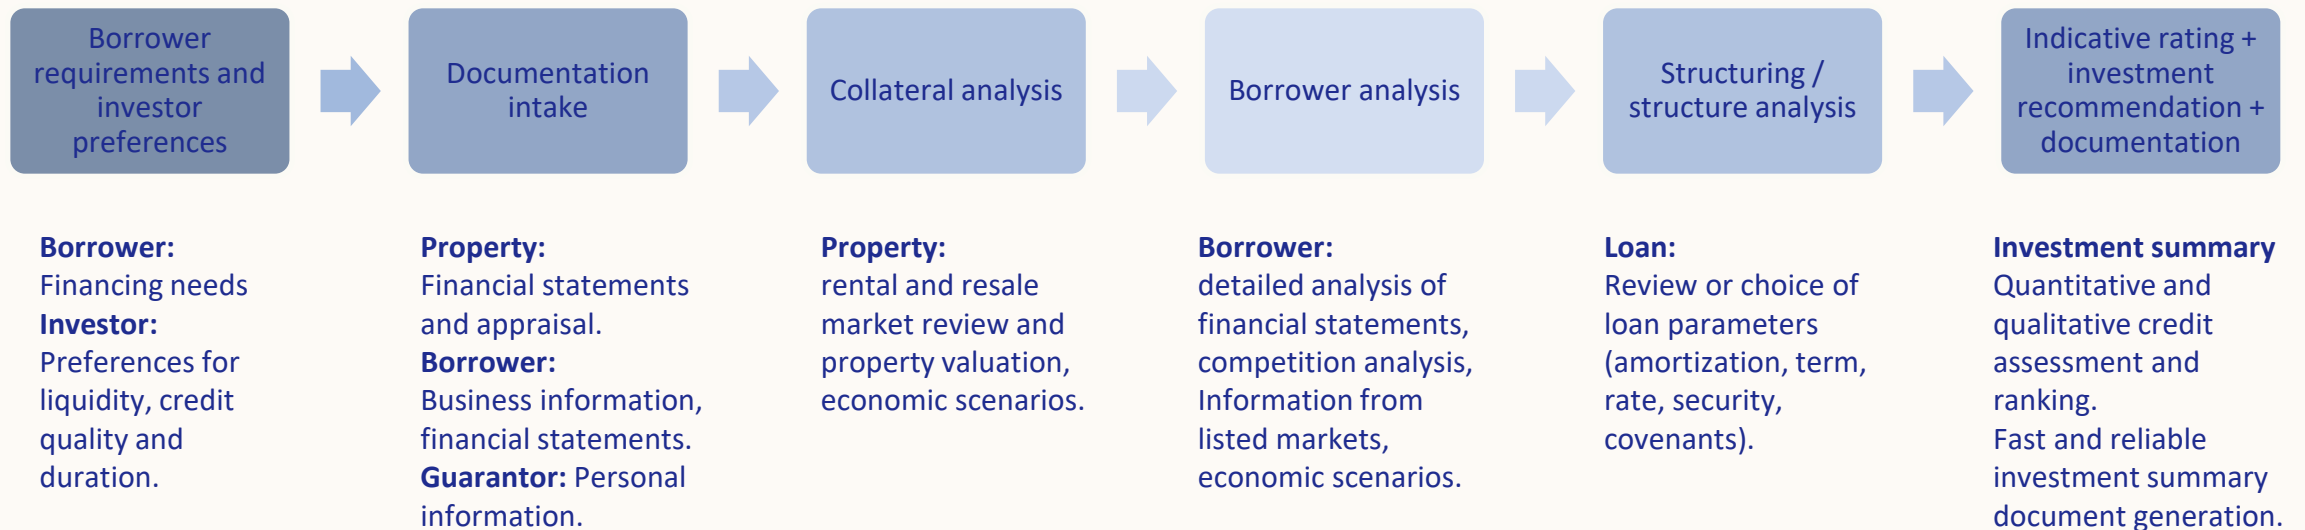 Borrower
requirements and
investor
preferences
Documentation
intake
Collateral analysis
Borrower analysis
Structuring /
structure analysis
Indicative rating +
investment
recommendation +
documentation
Borrower:
Financing needs
Investor:
Preferences for
liquidity, credit
quality and
duration.
Property:
Financial statements
and appraisal.
Borrower:
Business information,
financial statements.
Guarantor: Personal
information.
Property:
rental and resale
market review and
property valuation,
economic scenarios.
Borrower:
detailed analysis of
financial statements,
competition analysis,
Information from
listed markets,
economic scenarios.
Loan:
Review or choice of
loan parameters
(amortization, term,
rate, security,
covenants).
Investment summary
Quantitative and
qualitative credit
assessment and
ranking.
Fast and reliable
investment summary
document generation.